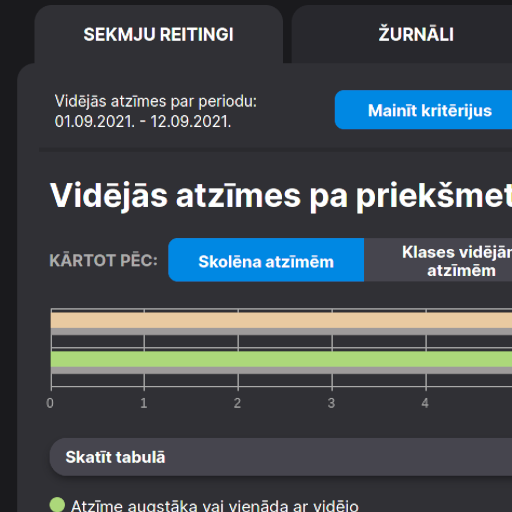 SEKMJU REITINGI
ŽURNĀLI
Vidējās atzīmes par periodu:
01.09.2021. - 12.09.2021.
Mainīt kritērijus
Vidējās atzīmes pa priekšmet
KĀRTOT PĒC:
Skolēna atzīmēm
Klases vidējām
atzīmēm
0 1 2 3 4
Skatīt tabulā
Atzīme augstāka vai vienāda ar vidējo